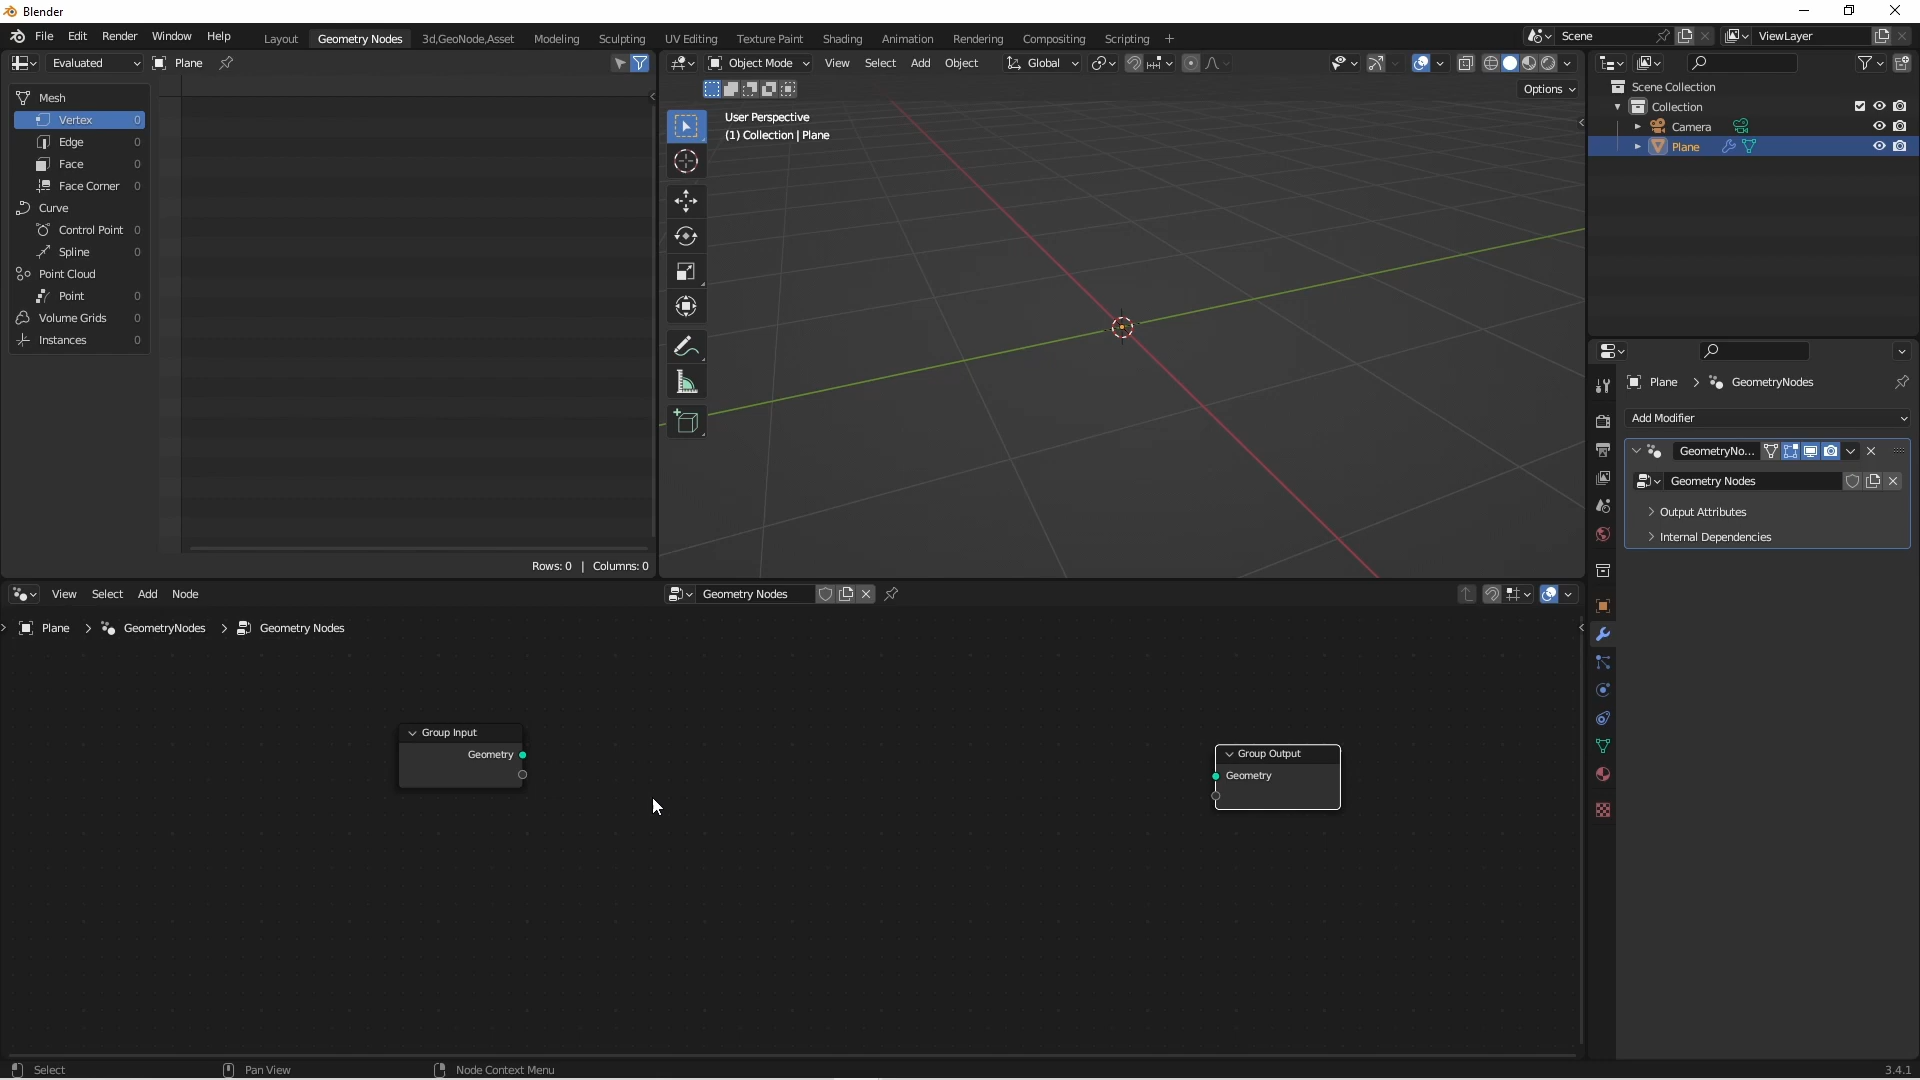 Blender
File Edit Render Window Help Layout Geometry Nodes 3d,GeoNode,Asset Modeling Sculpting UV Editing Texture Paint Shading Animation Rendering Compositing Scripting + Scene ViewLayer
Evaluated Plane
Mesh
Vertex 0
Edge 0
Face 0
Face Corner 0
Curve
Control Point 0
Spline 0
Point Cloud
Point 0
Volume Grids 0
Instances 0
Rows: 0 | Columns: 0
Object Mode View Select Add Object Global
Options
User Perspective
(1) Collection | Plane
Scene Collection
Collection
Camera
Plane
Plane > GeometryNodes
Add Modifier
GeometryNo...
Geometry Nodes
Output Attributes
Internal Dependencies
View Select Add Node Geometry Nodes
Plane > GeometryNodes > Geometry Nodes
Group Input
Geometry
Group Output
Geometry
Select Pan View Node Context Menu 3.4.1